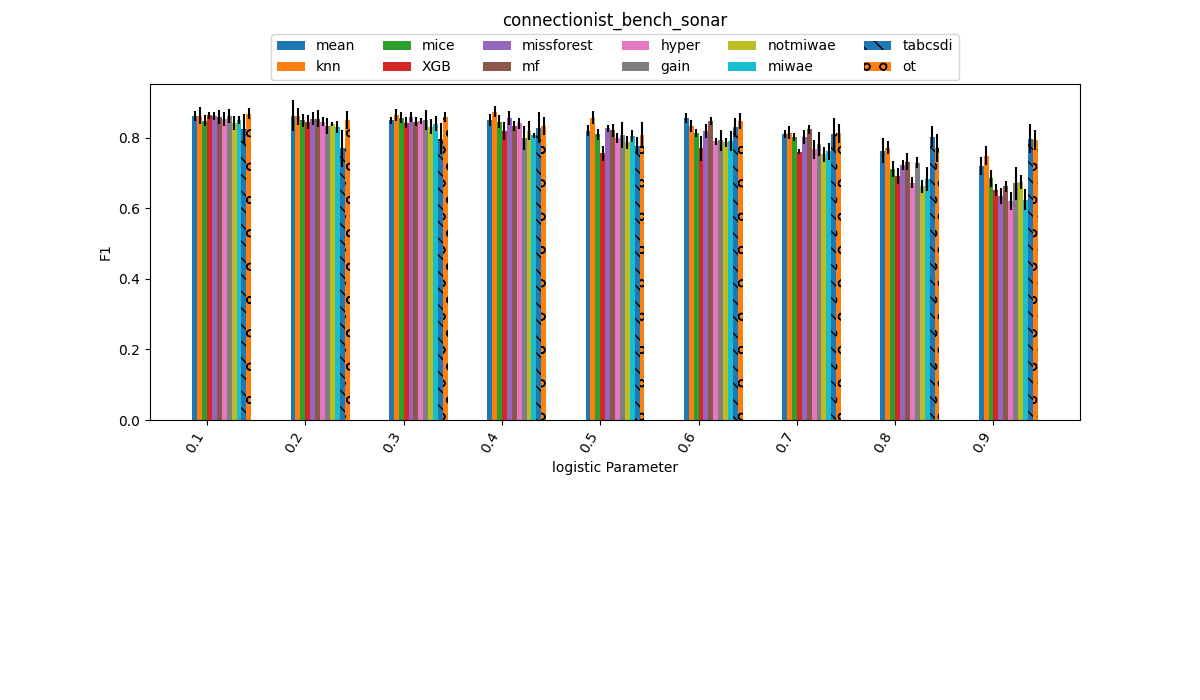 connectionist_bench_sonar
mean mice missforest hyper notmiwae tabcsdi
knn XGB mf gain miwae ot
F1
0.8
0.6
0.4
0.2
0.0
0.1 0.2 0.3 0.4 0.5 0.6 0.7 0.8 0.9
logistic Parameter